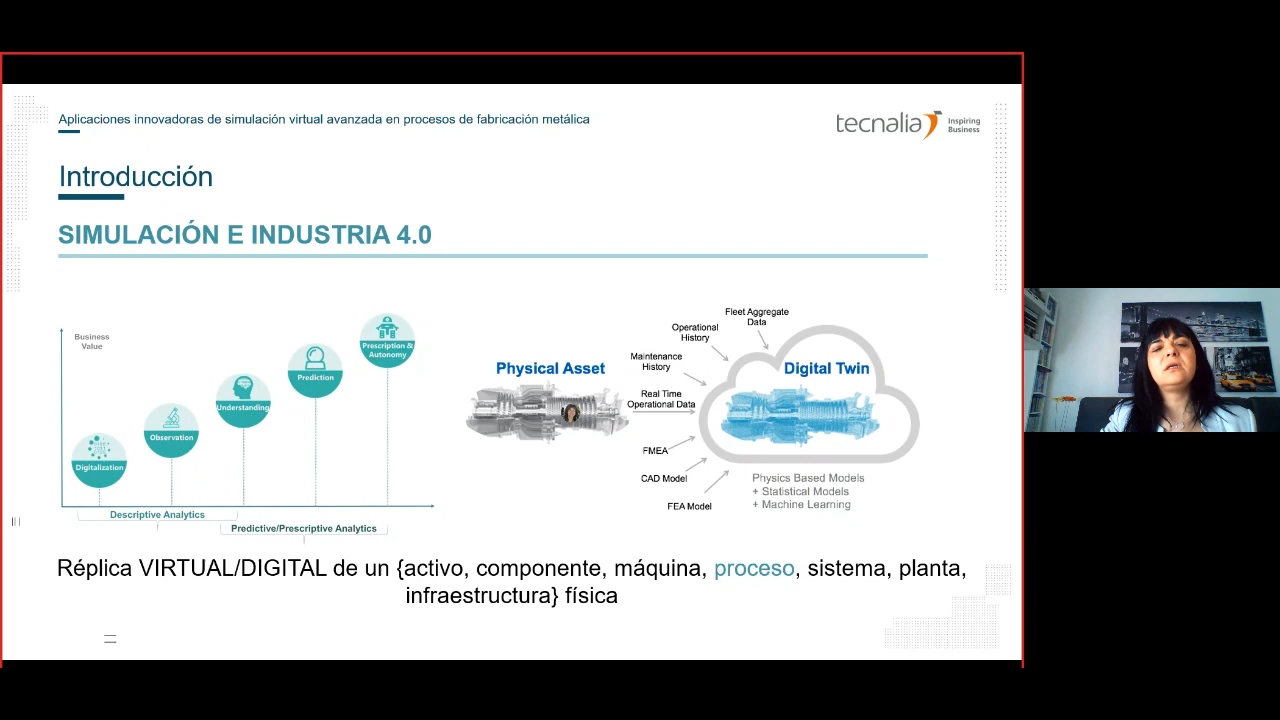 Aplicaciones innovadoras de simulación virtual avanzada en procesos de fabricación metálica
tecnalia
Inspiring
Business
Introducción
SIMULACIÓN E INDUSTRIA 4.0
Business
Value
Digitalization
Observation
Understanding
Prediction
Prescription &
Autonomy
Descriptive Analytics
Predictive/Prescriptive Analytics
Physical Asset
Fleet Aggregate
Data
Operational
History
Maintenance
History
Real Time
Operational Data
FMEA
CAD Model
FEA Model
Digital Twin
Physics Based Models
+ Statistical Models
+ Machine Learning
Réplica VIRTUAL/DIGITAL de un {activo, componente, máquina, proceso, sistema, planta,
infraestructura} física